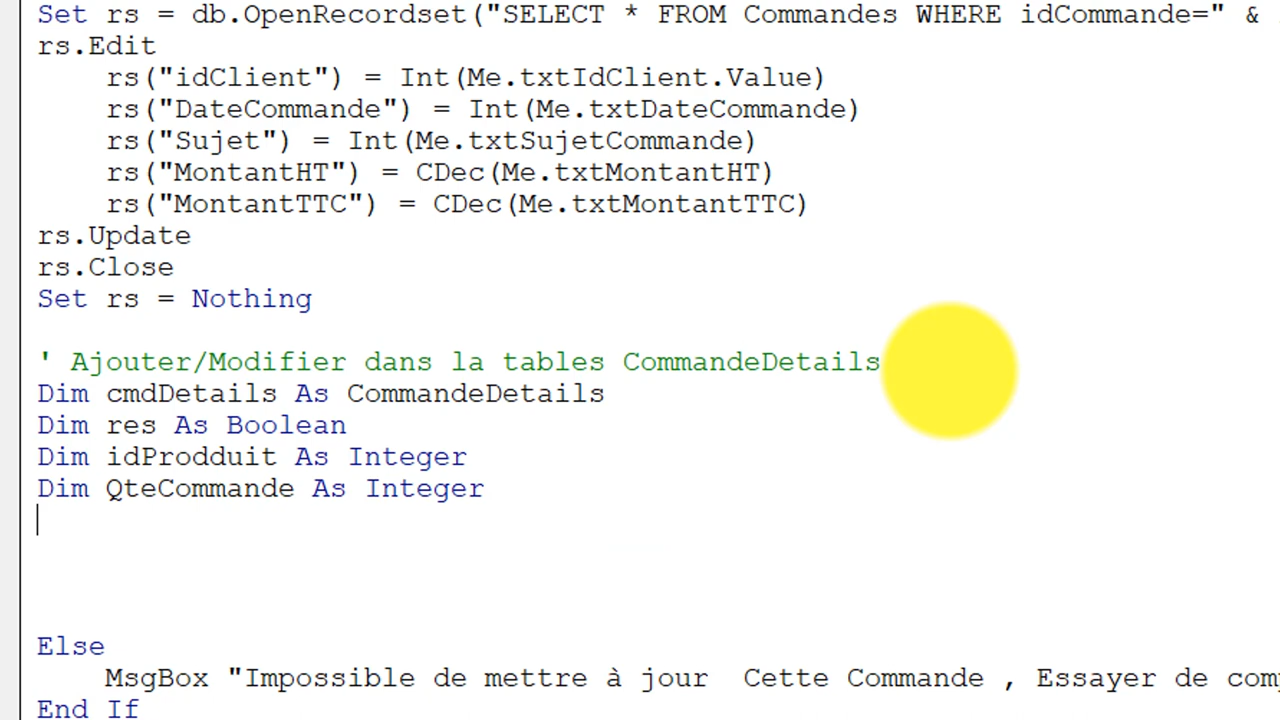 Set rs = db.OpenRecordset("SELECT * FROM Commandes WHERE idCommande=" &
rs.Edit
rs("idClient") = Int(Me.txtIdClient.Value)
rs("DateCommande") = Int(Me.txtDateCommande)
rs("Sujet") = Int(Me.txtSujetCommande)
rs("MontantHT") = CDec(Me.txtMontantHT)
rs("MontantTTC") = CDec(Me.txtMontantTTC)
rs.Update
rs.Close
Set rs = Nothing
' Ajouter/Modifier dans la tables CommandeDetails
Dim cmdDetails As CommandeDetails
Dim res As Boolean
Dim idProdduit As Integer
Dim QteCommande As Integer
Else
MsgBox "Impossible de mettre à jour  Cette Commande , Essayer de
End If